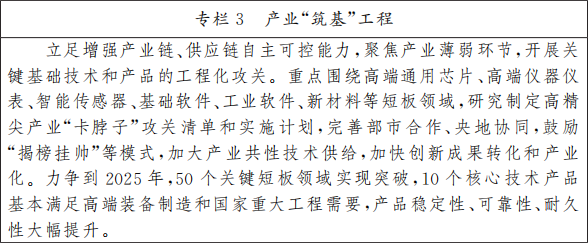 专栏 3 产业“筑基”工程
立足增强产业链、供应链自主可控能力，聚焦产业薄弱环节，开展关
键基础技术和产品的工程化攻关。重点围绕高端通用芯片、高端仪器仪
表、智能传感器、基础软件、工业软件、新材料等短板领域，研究制定高精
尖产业“卡脖子”攻关清单和实施计划，完善部市合作、央地协同，鼓励
“揭榜挂帅”等模式，加大产业共性技术供给，加快创新成果转化和产业
化。力争到 2025 年，50 个关键短板领域实现突破，10 个核心技术产品
基本满足高端装备制造和国家重大工程需要，产品稳定性、可靠性、耐久
性大幅提升。